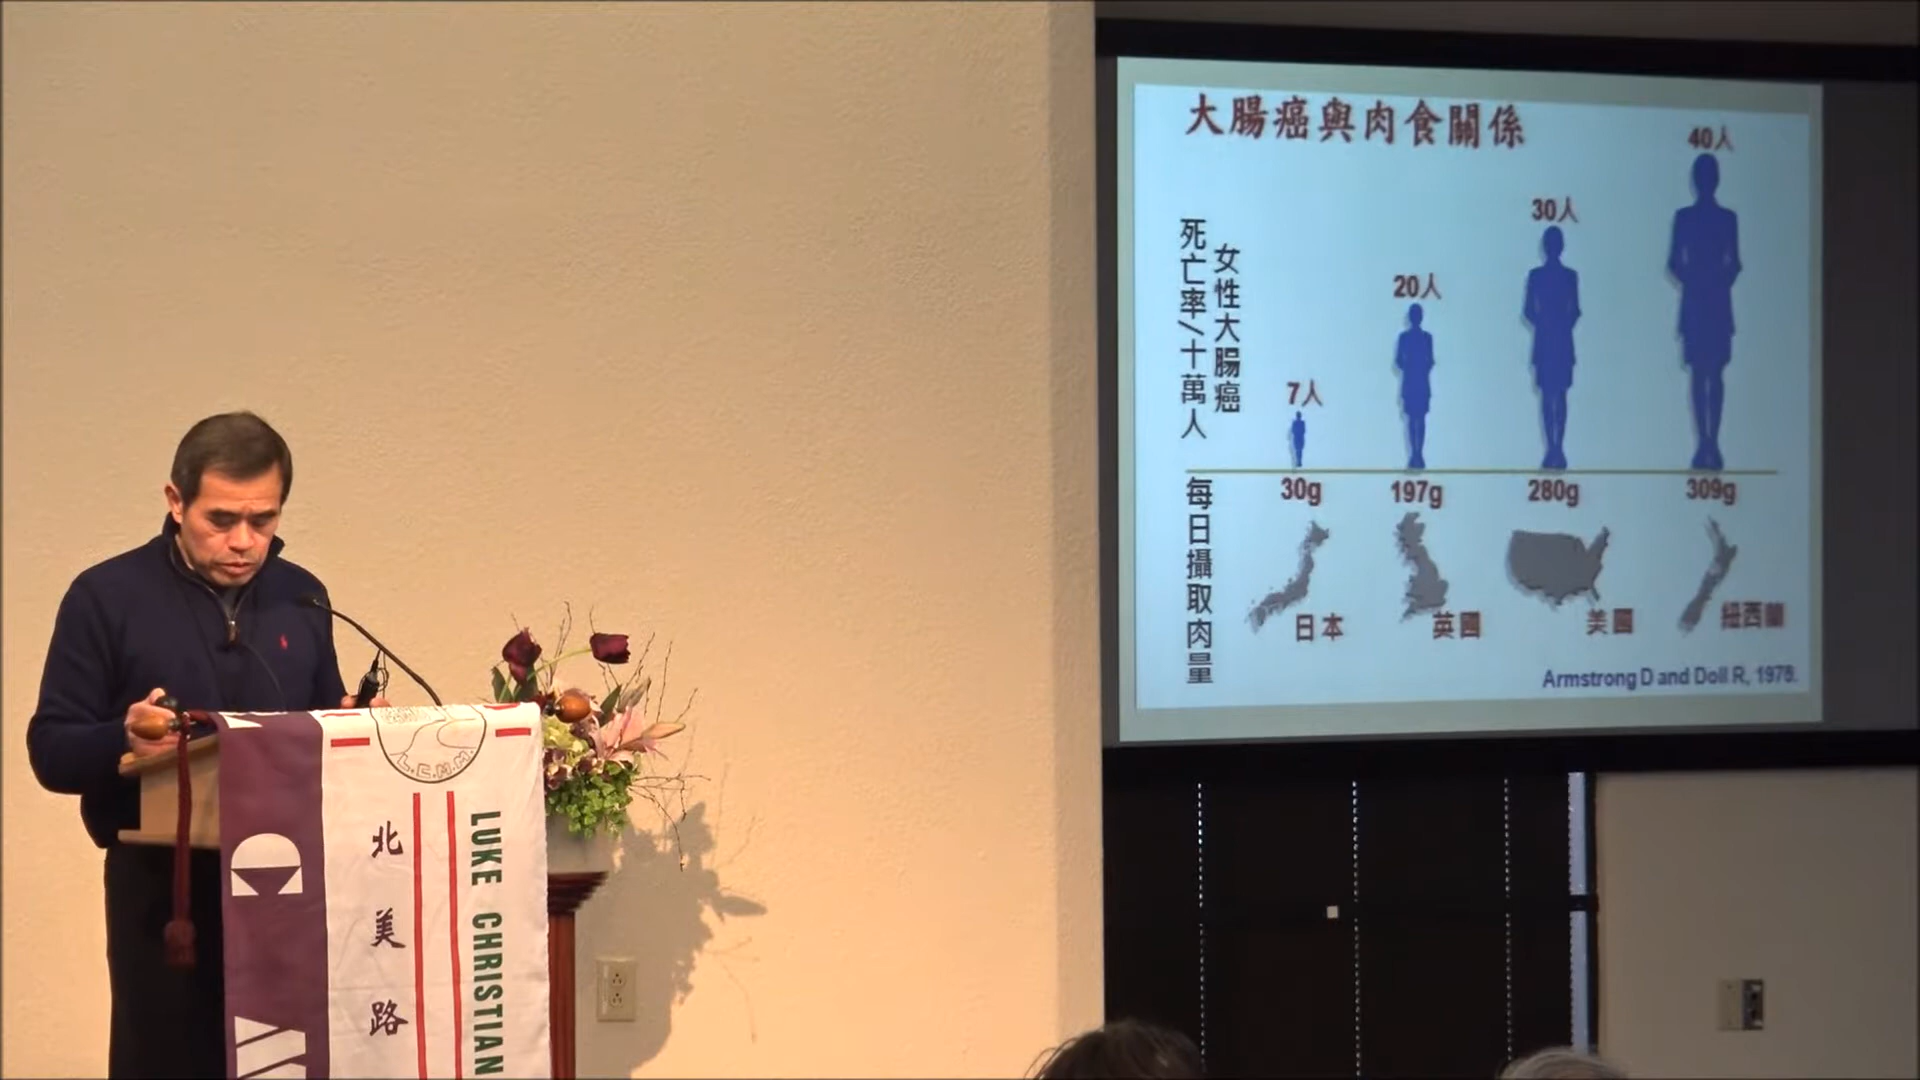 大腸癌與肉食關係
女性大腸癌
死亡率/十萬人
7人
20人
30人
40人
每日攝取肉量
30g
197g
280g
309g
日本
英國
美國
紐西蘭
Armstrong D and Doll R, 1975.
L.C.M.M.
北美路
LUKE CHRISTIAN